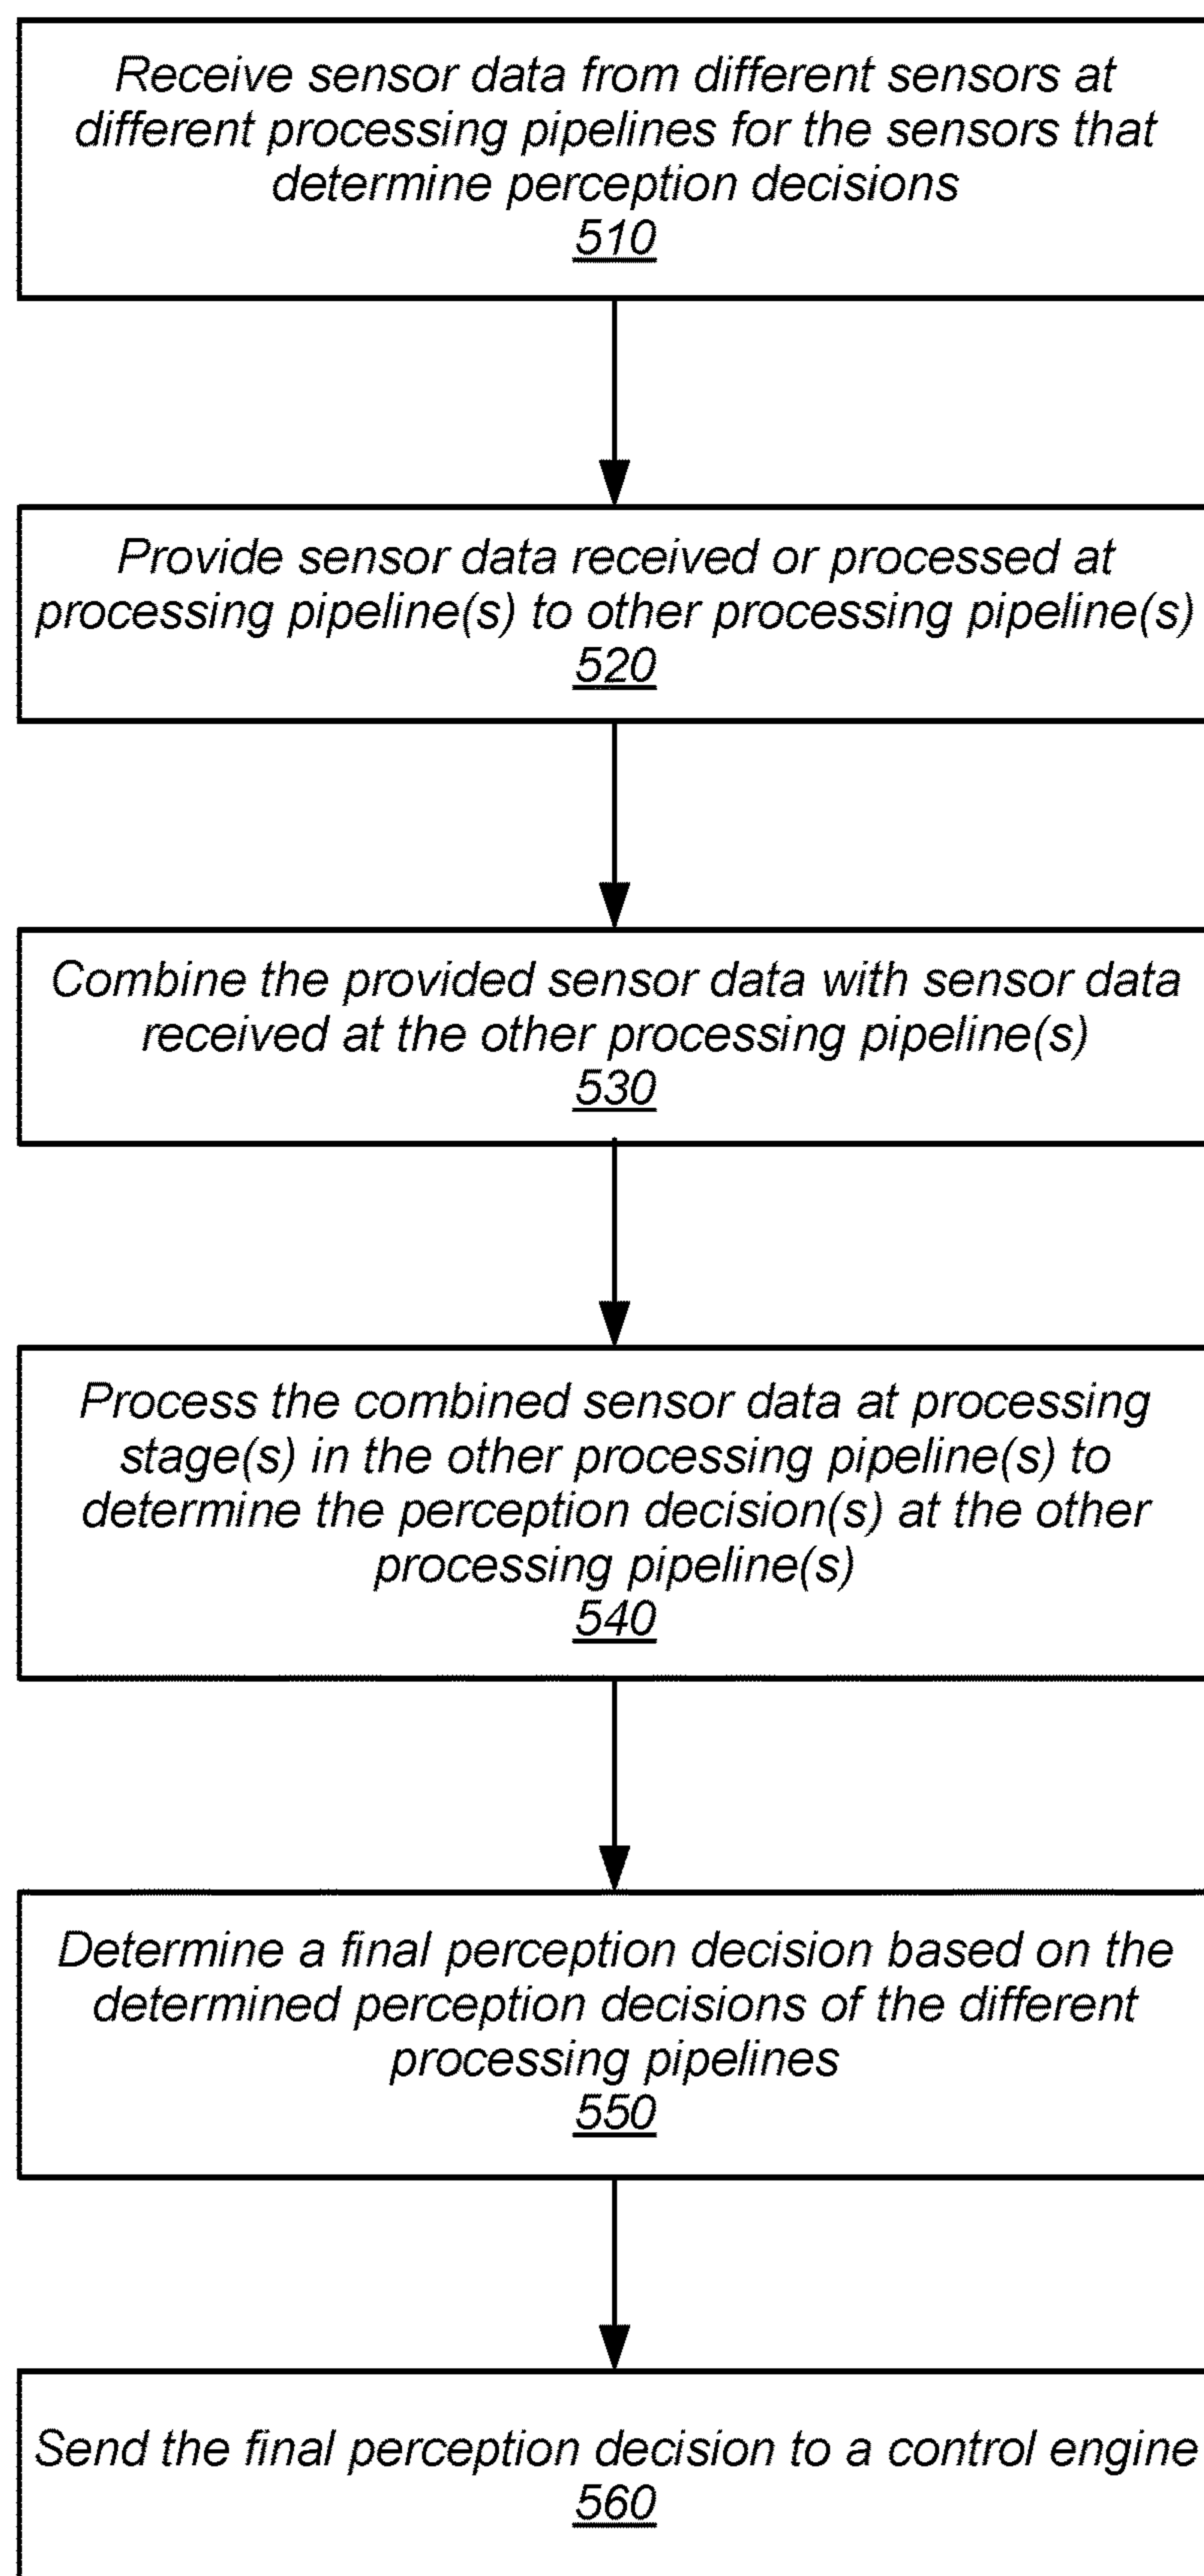 Receive sensor data from different sensors at
different processing pipelines for the sensors that
determine perception decisions
510
Provide sensor data received or processed at
processing pipeline(s) to other processing pipeline(s)
520
Combine the provided sensor data with sensor data
received at the other processing pipeline(s)
530
Process the combined sensor data at processing
stage(s) in the other processing pipeline(s) to
determine the perception decision(s) at the other
processing pipeline(s)
540
Determine a final perception decision based on the
determined perception decisions of the different
processing pipelines
550
Send the final perception decision to a control engine
560